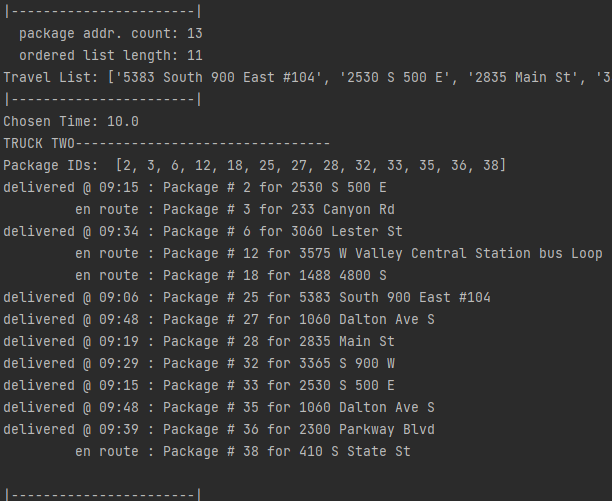 |-----------------------|
package addr. count: 13
ordered list length: 11
Travel List: ['5383 South 900 East #104', '2530 S 500 E', '2835 Main St', '3
|-----------------------|
Chosen Time: 10.0
TRUCK TWO--------------------------------
Package IDs:  [2, 3, 6, 12, 18, 25, 27, 28, 32, 33, 35, 36, 38]
delivered @ 09:15 : Package # 2 for 2530 S 500 E
en route : Package # 3 for 233 Canyon Rd
delivered @ 09:34 : Package # 6 for 3060 Lester St
en route : Package # 12 for 3575 W Valley Central Station bus Loop
en route : Package # 18 for 1488 4800 S
delivered @ 09:06 : Package # 25 for 5383 South 900 East #104
delivered @ 09:48 : Package # 27 for 1060 Dalton Ave S
delivered @ 09:19 : Package # 28 for 2835 Main St
delivered @ 09:29 : Package # 32 for 3365 S 900 W
delivered @ 09:15 : Package # 33 for 2530 S 500 E
delivered @ 09:48 : Package # 35 for 1060 Dalton Ave S
delivered @ 09:39 : Package # 36 for 2300 Parkway Blvd
en route : Package # 38 for 410 S State St
|-----------------------|